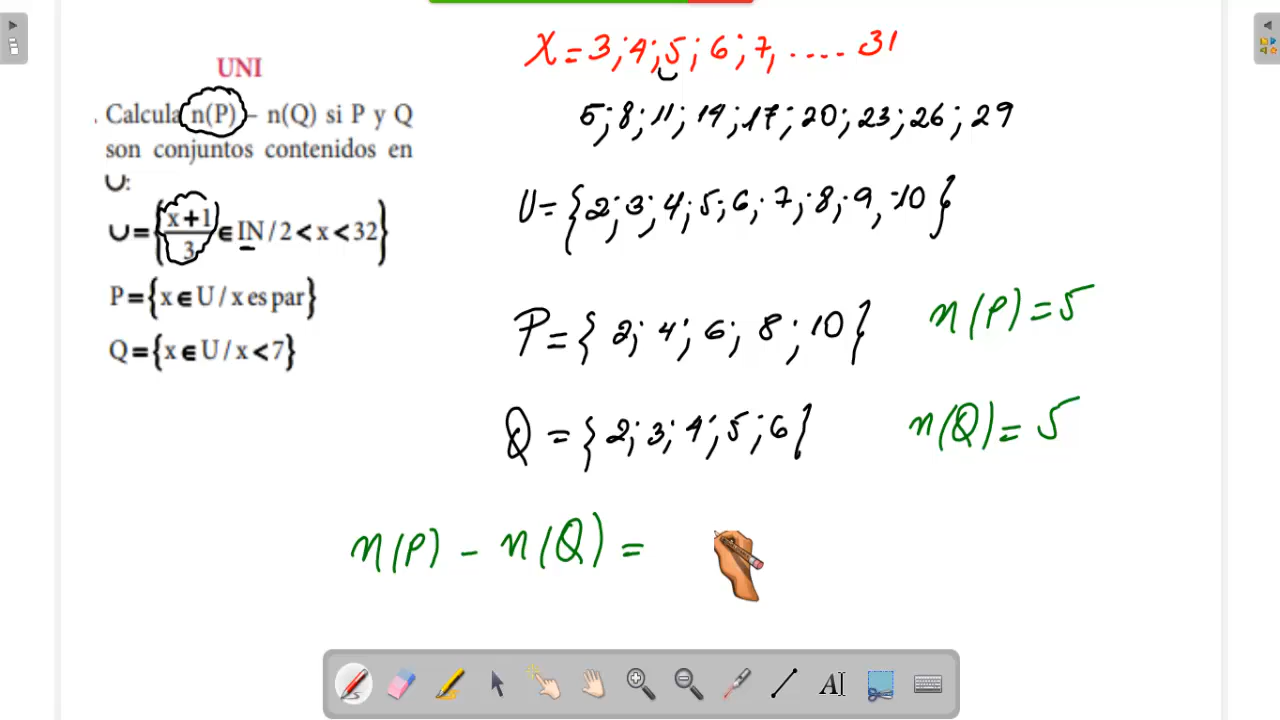 UNI
. Calcula n(P) – n(Q) si P y Q
son conjuntos contenidos en
∪:
∪={x+1/3 ∈ IN/2<x<32}
P={x∈U/x es par}
Q={x∈U/x<7}
X=3;4;5;6;7,....31
5;8;11;14;17;20;23;26;29
U={2;3;4;5;6;7;8;9,10}
P={2;4;6;8;10}
n(P)=5
Q={2;3;4;5;6}
n(Q)=5
n(P)-n(Q)=
AI